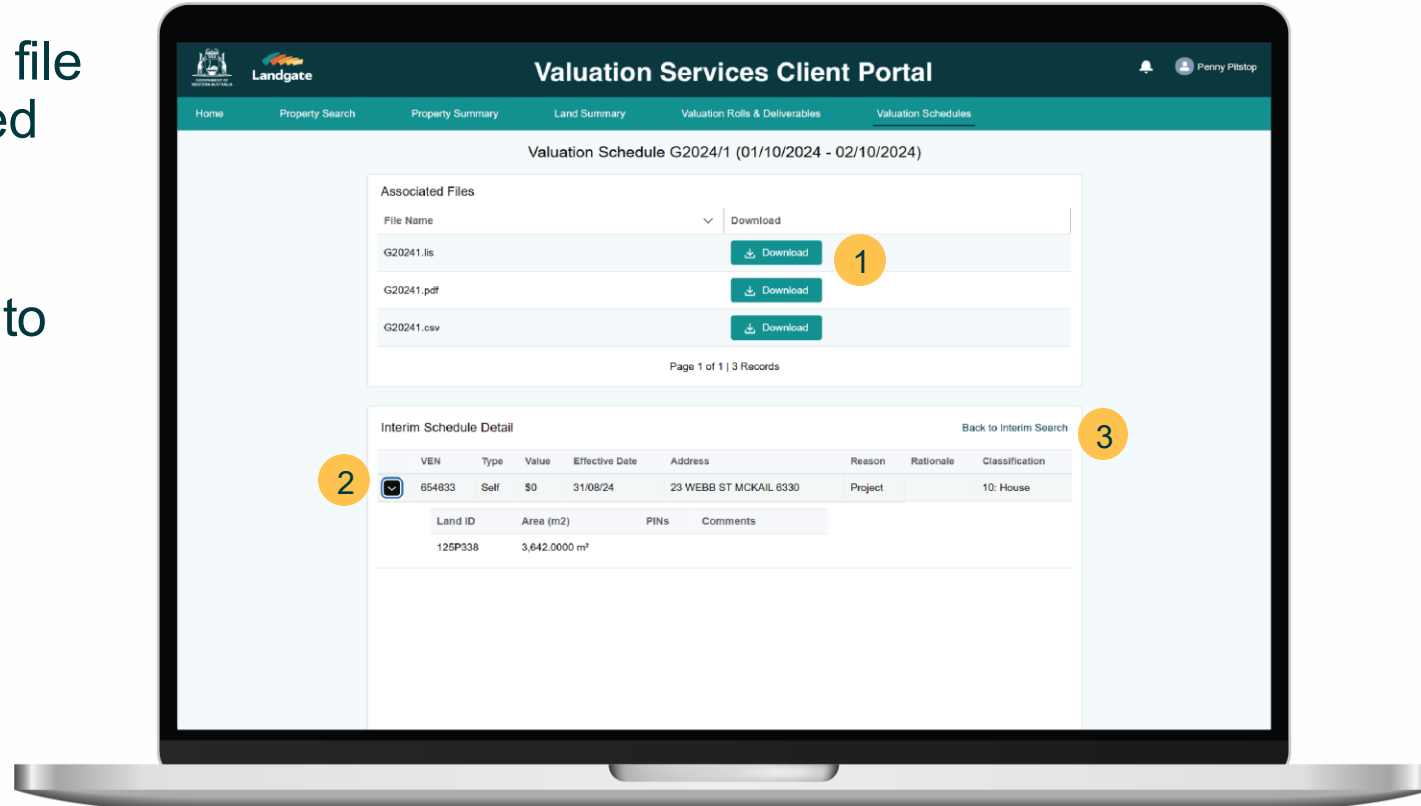 file
ed
to
GOVERNMENT OF
WESTERN AUSTRALIA
Landgate
Valuation Services Client Portal
Penny Pitstop
Home Property Search Property Summary Land Summary Valuation Rolls & Deliverables Valuation Schedules
Valuation Schedule G2024/1 (01/10/2024 - 02/10/2024)
Associated Files
File Name Download
G20241.lis Download 1
G20241.pdf Download
G20241.csv Download
Page 1 of 1 | 3 Records
Interim Schedule Detail Back to Interim Search 3
VEN Type Value Effective Date Address Reason Rationale Classification
2 654633 Self $0 31/08/24 23 WEBB ST MCKAIL 6330 Project 10: House
Land ID Area (m2) PINs Comments
125P338 3,642.0000 m²